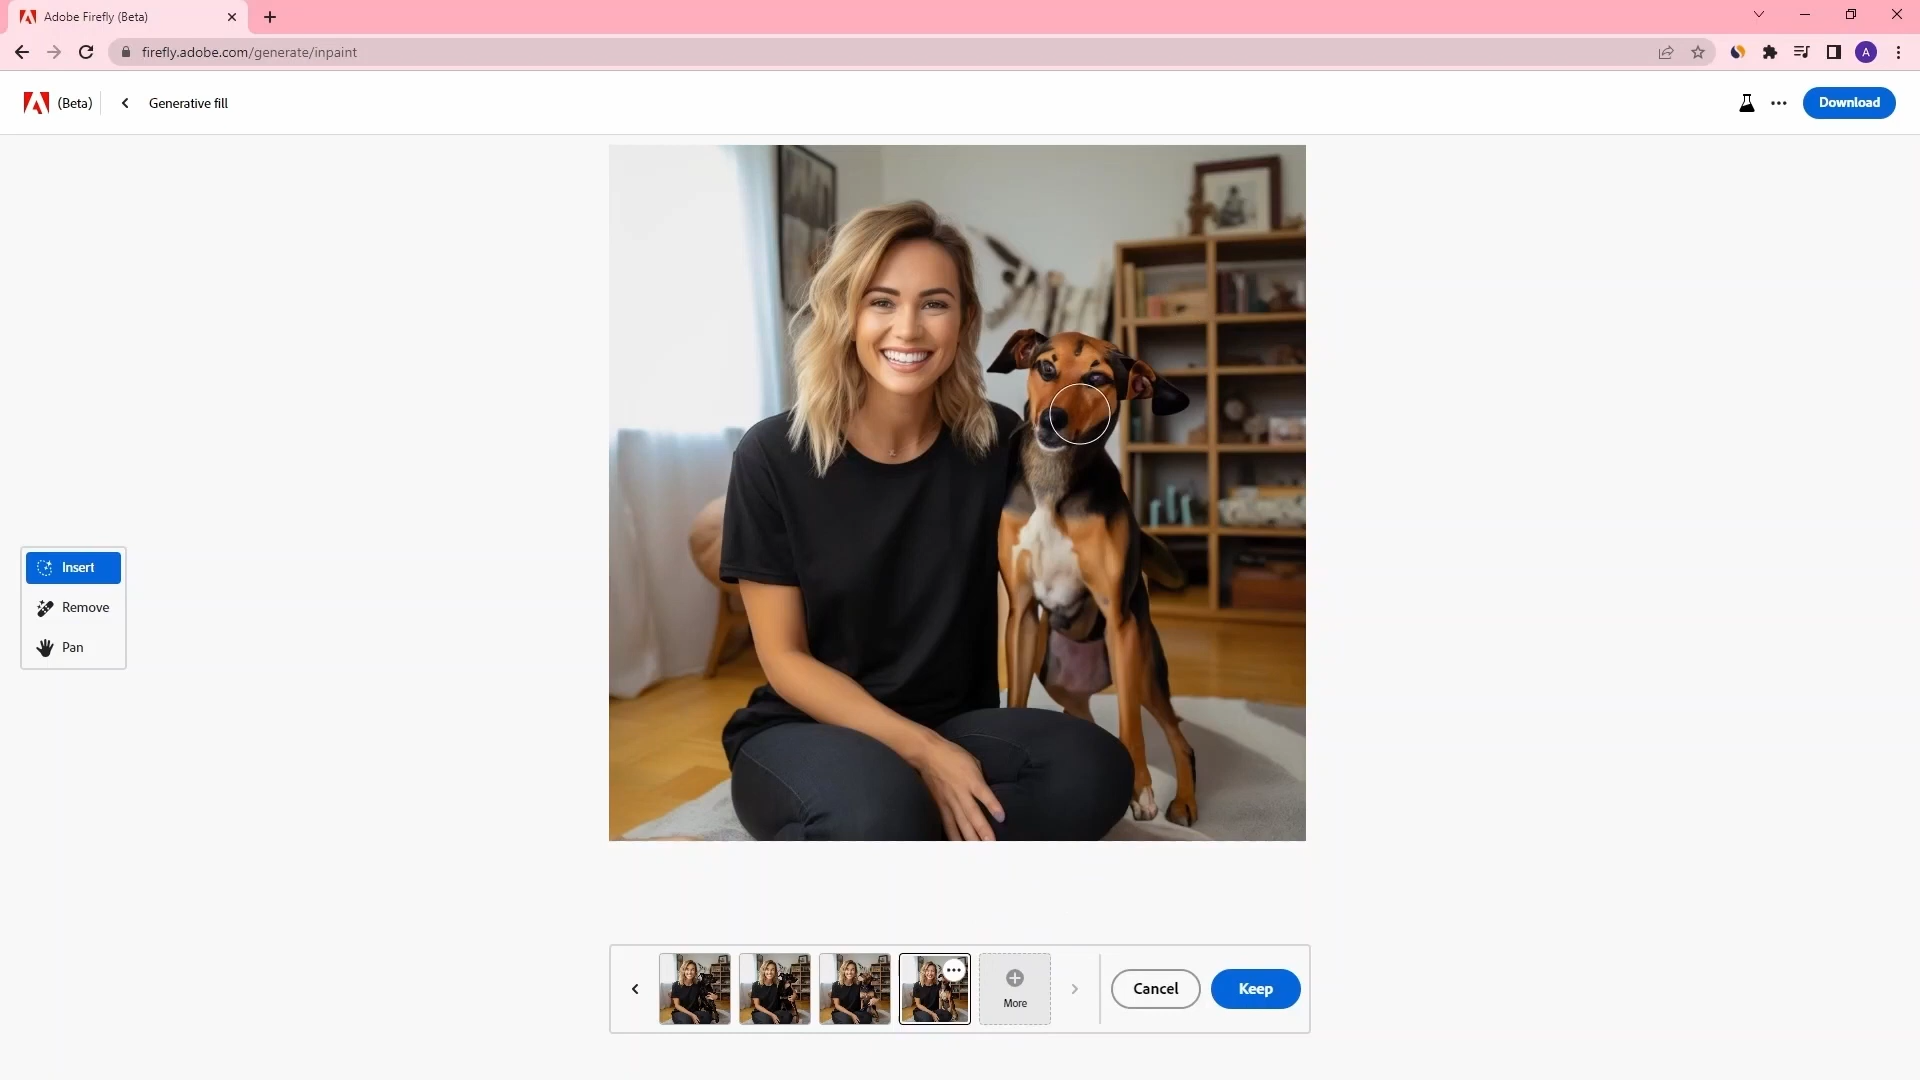 Adobe Firefly (Beta)
firefly.adobe.com/generate/inpaint
A
(Beta)
Generative fill
Download
Insert
Remove
Pan
More
Cancel
Keep